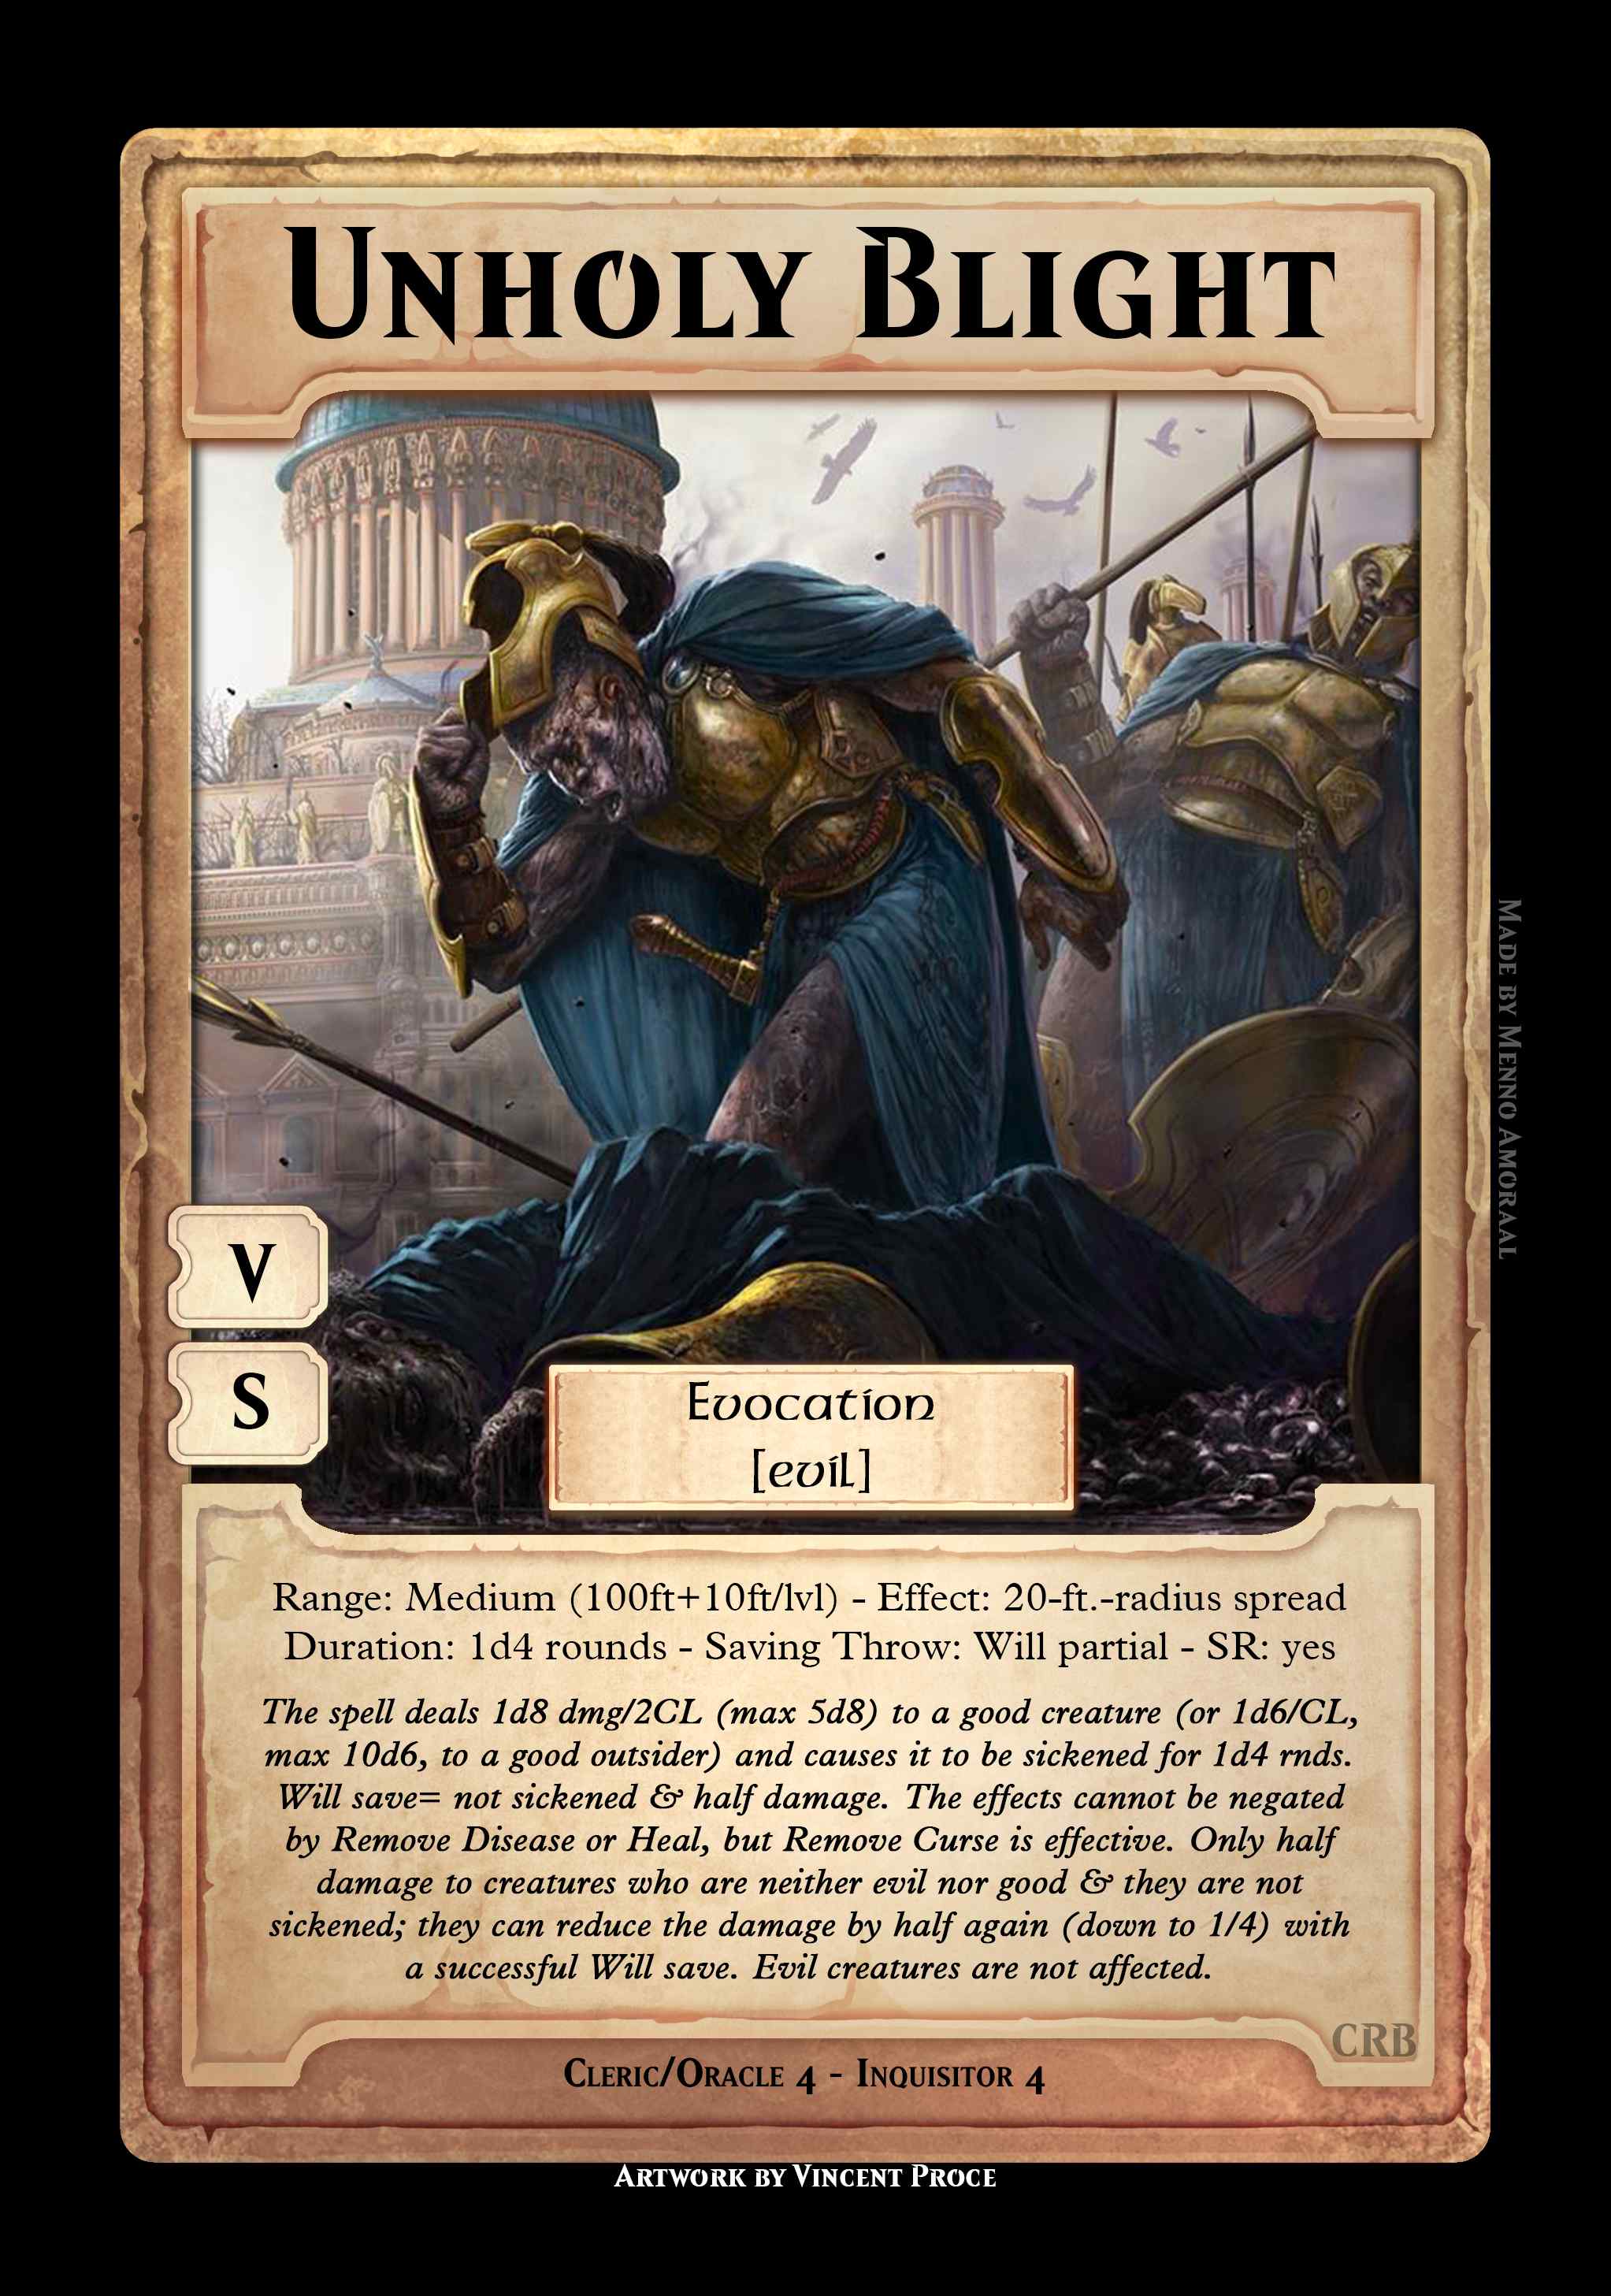 Unholy Blight
V
S
Evocation
[evil]
Range: Medium (100ft+10ft/lvl) - Effect: 20-ft.-radius spread
Duration: 1d4 rounds - Saving Throw: Will partial - SR: yes
The spell deals 1d8 dmg/2CL (max 5d8) to a good creature (or 1d6/CL,
max 10d6, to a good outsider) and causes it to be sickened for 1d4 rnds.
Will save= not sickened & half damage. The effects cannot be negated
by Remove Disease or Heal, but Remove Curse is effective. Only half
damage to creatures who are neither evil nor good & they are not
sickened; they can reduce the damage by half again (down to 1/4) with
a successful Will save. Evil creatures are not affected.
CRB
Cleric/Oracle 4 - Inquisitor 4
Artwork by Vincent Proce
Made by Menno Amoraal